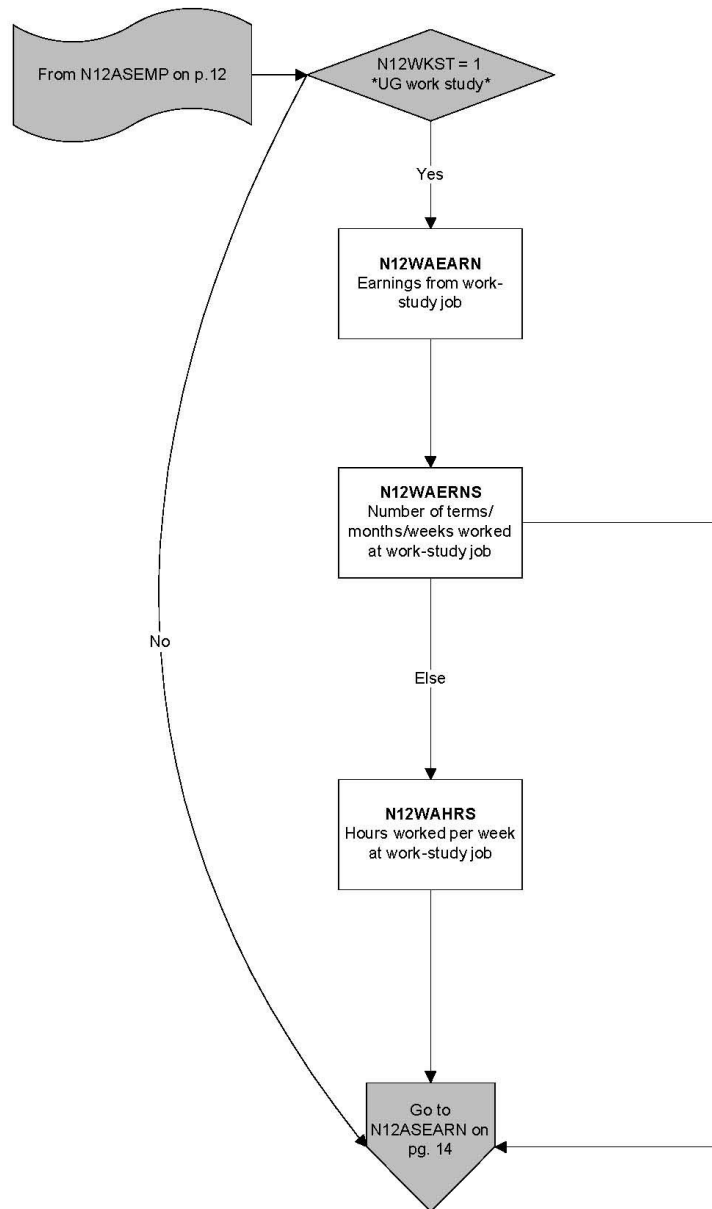 From N12ASEMP on p.12
N12WKST = 1
*UG work study*
Yes
N12WAEARN
Earnings from work-
study job
N12WAERNS
Number of terms/
months/weeks worked
at work-study job
No
Else
N12WAHRS
Hours worked per week
at work-study job
Go to
N12ASEARN on
pg. 14